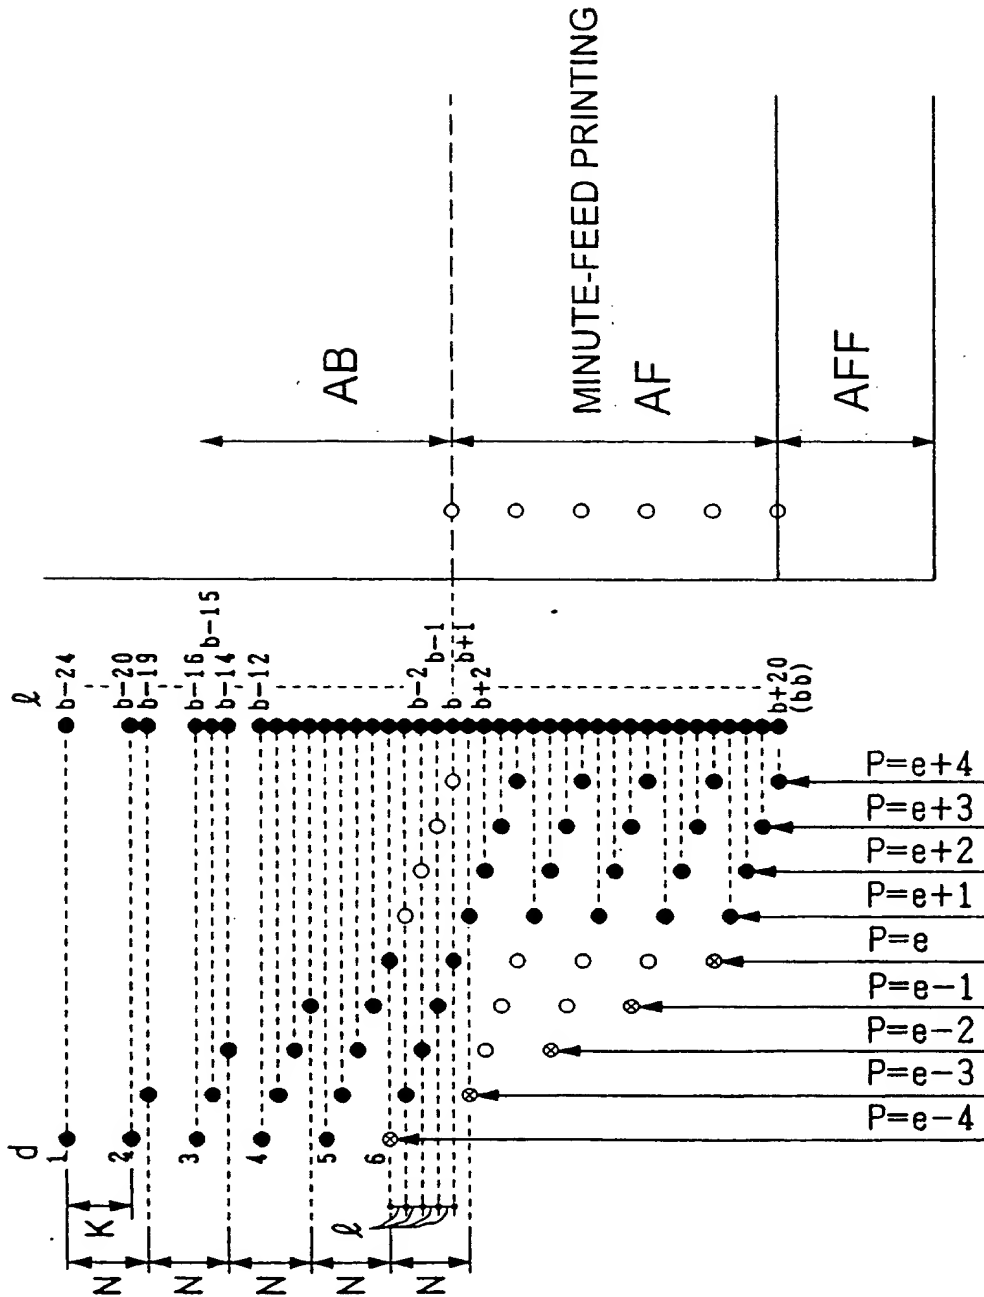 d
ℓ
1
2
3
4
5
6
K
N
N
N
N
N
ℓ
b-24
b-20
b-19
b-16
b-15
b-14
b-12
b-2
b-1
b
b+1
b+2
b+20
(bb)
P=e+4
P=e+3
P=e+2
P=e+1
P=e
P=e-1
P=e-2
P=e-3
P=e-4
AB
MINUTE-FEED PRINTING
AF
AFF